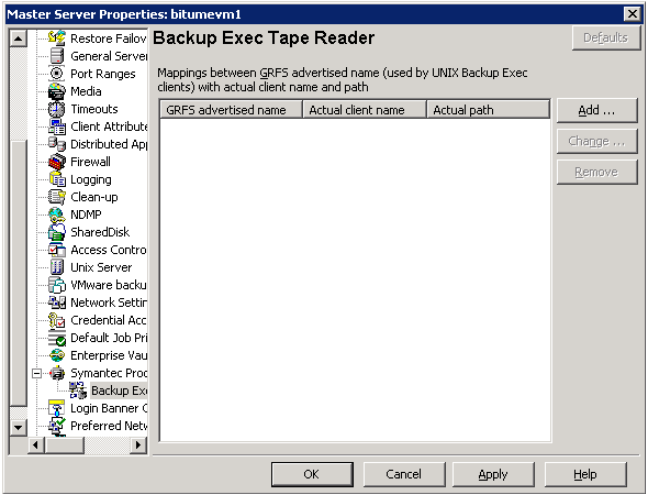 Master Server Properties: bitumevm1
Restore Failov
General Server
Port Ranges
Media
Timeouts
Client Attribute
Distributed App
Firewall
Logging
Clean-up
NDMP
SharedDisk
Access Contro
Unix Server
VMware backu
Network Settin
Credential Acc
Default Job Pri
Enterprise Vau
Symantec Prod
Backup Exe
Login Banner C
Preferred Netw
Backup Exec Tape Reader
Defaults
Mappings between GRFS advertised name (used by UNIX Backup Exec
clients) with actual client name and path
GRFS advertised name Actual client name Actual path
Add ...
Change ...
Remove
OK Cancel Apply Help